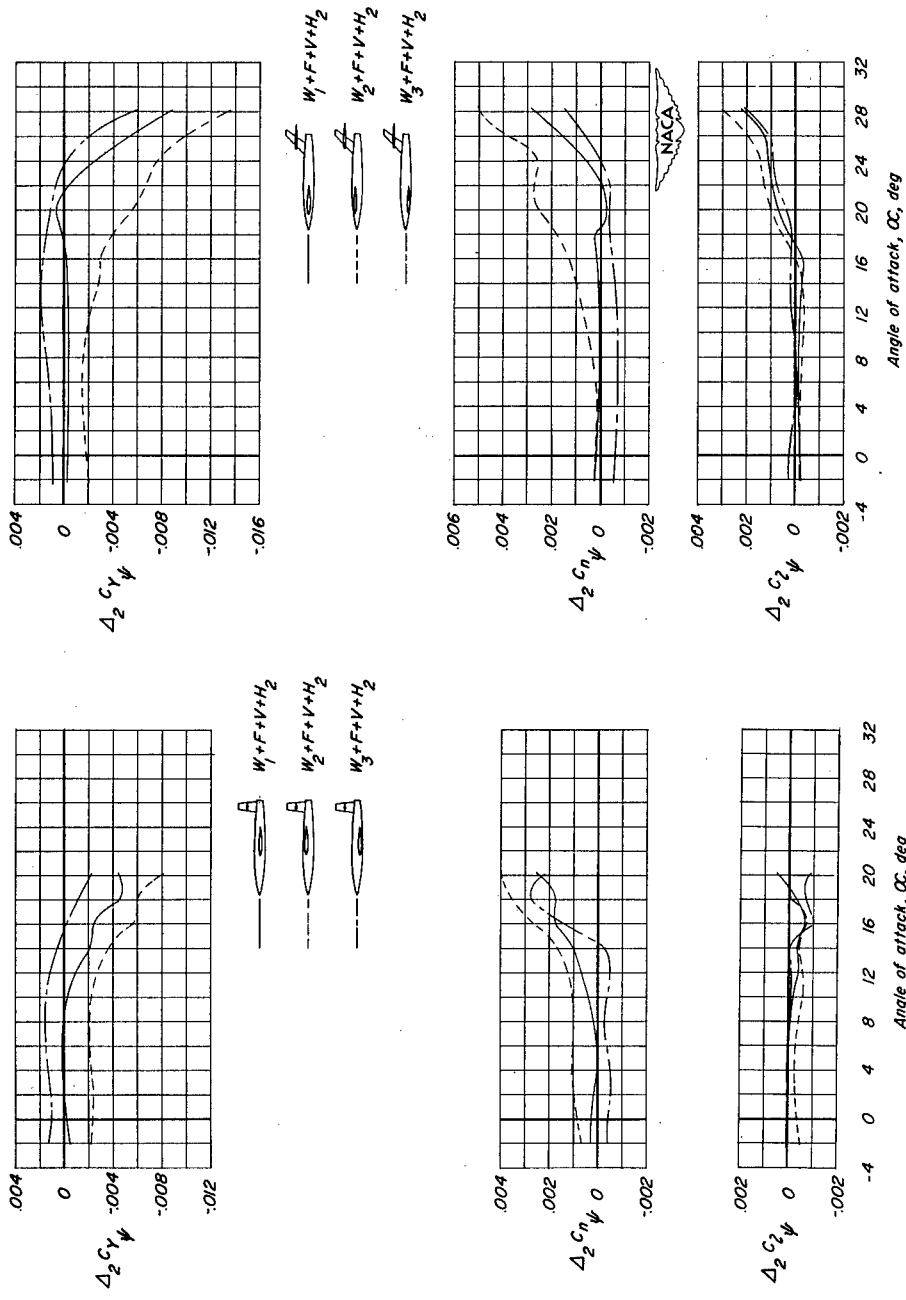 .004
0
-.004
-.008
-.012
-.016
Δ2 CYψ
W1+F+V+H2
W2+F+V+H2
W3+F+V+H2
.006
.004
.002
0
-.002
Δ2 Cnψ
NACA
.004
.002
0
-.002
Δ2 Clψ
-4 0 4 8 12 16 20 24 28 32
Angle of attack, α, deg
.004
0
-.004
-.008
-.012
Δ2 CYψ
W1+F+V+H2
W2+F+V+H2
W3+F+V+H2
.004
.002
0
-.002
Δ2 Cnψ
.002
0
-.002
Δ2 Clψ
-4 0 4 8 12 16 20 24 28 32
Angle of attack, α, deg